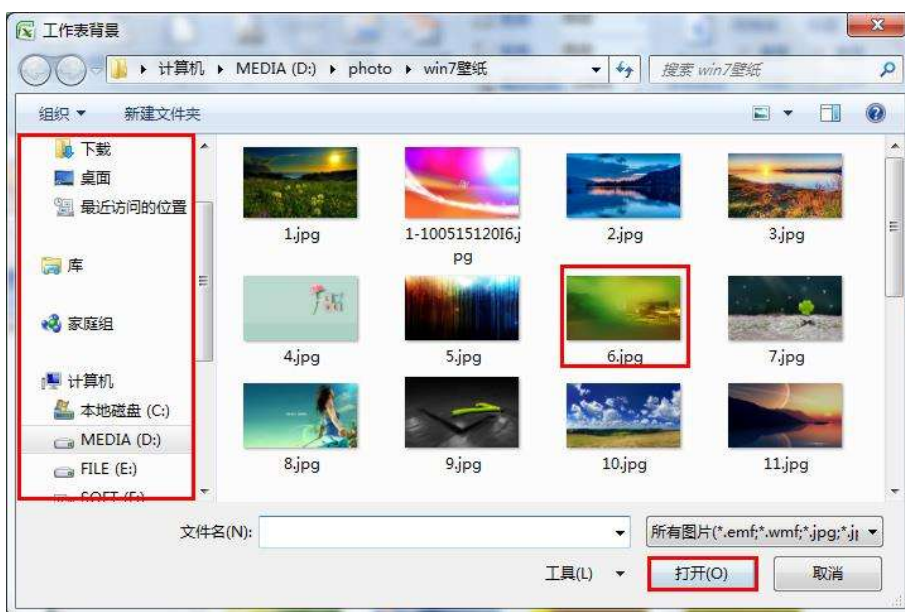 工作表背景
计算机 MEDIA (D:) photo win7壁纸
搜索 win7壁纸
组织 新建文件夹
下载
桌面
最近访问的位置
库
家庭组
计算机
本地磁盘 (C:)
MEDIA (D:)
FILE (E:)
SOFT (F:)
1.jpg
1-100515120I6.j
pg
2.jpg
3.jpg
4.jpg
5.jpg
6.jpg
7.jpg
8.jpg
9.jpg
10.jpg
11.jpg
文件名(N):
所有图片(*.emf;*.wmf;*.jpg;*.j
工具(L)
打开(O)
取消